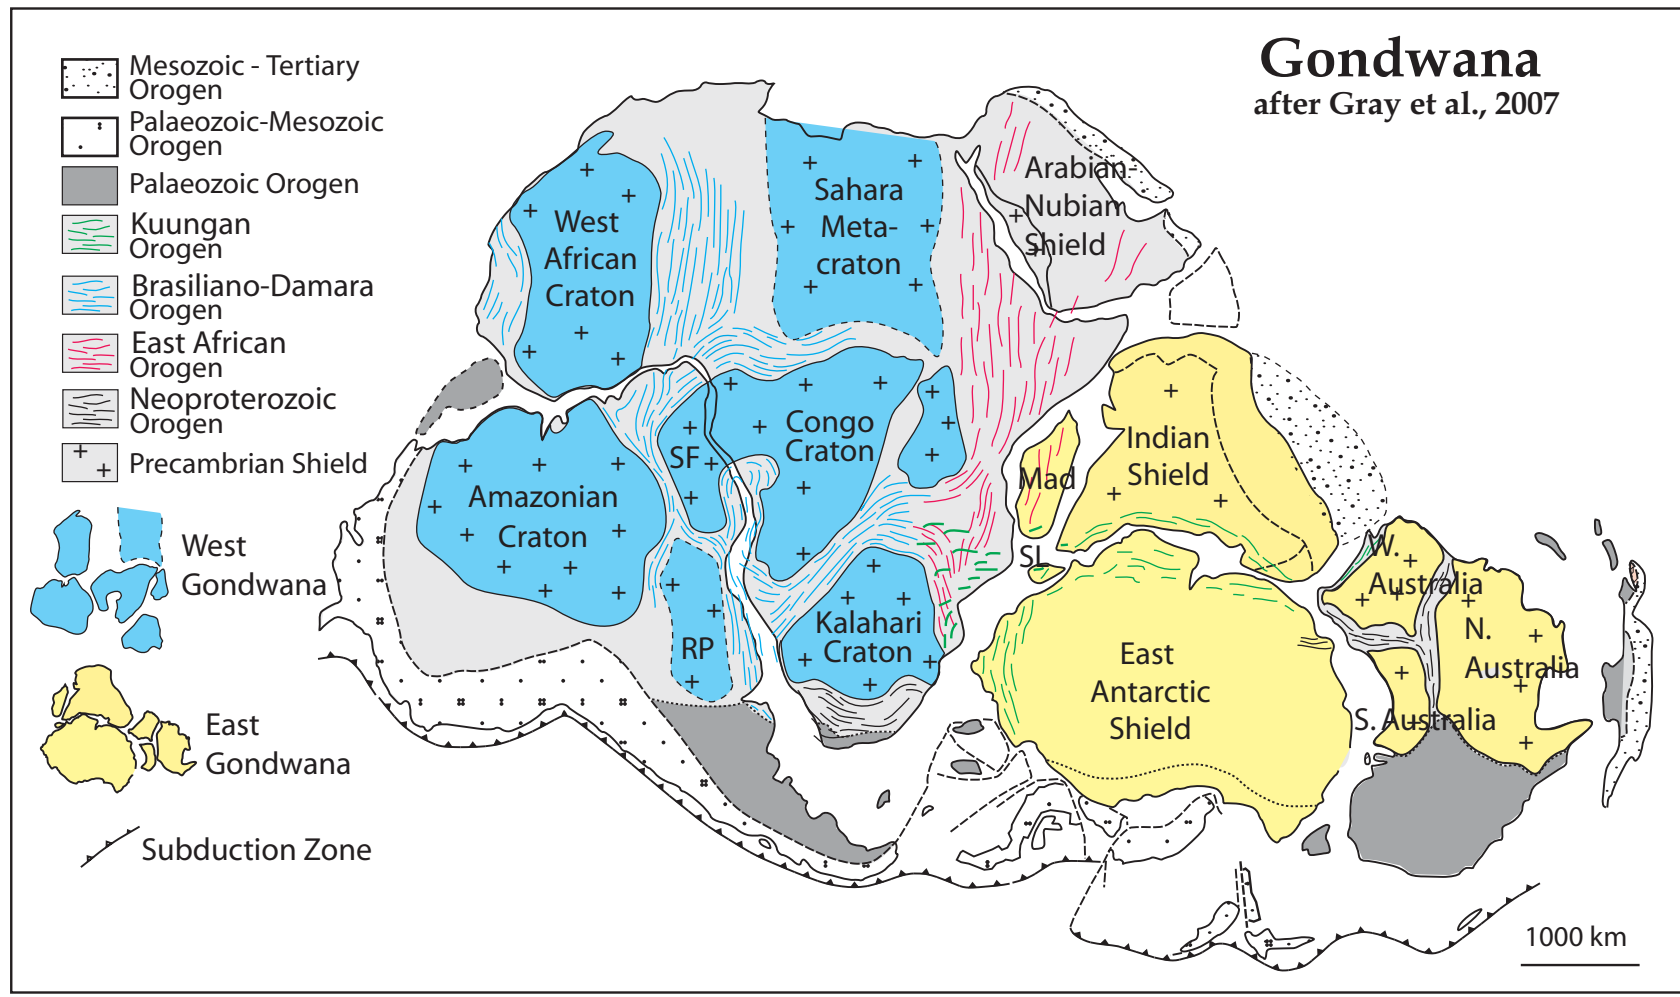 Gondwana
after Gray et al., 2007
Mesozoic - Tertiary
Orogen
Palaeozoic-Mesozoic
Orogen
Palaeozoic Orogen
Kuungan
Orogen
Brasiliano-Damara
Orogen
East African
Orogen
Neoproterozoic
Orogen
Precambrian Shield
West
Gondwana
East
Gondwana
Subduction Zone
West
African
Craton
Sahara
Meta-
craton
Arabian-
Nubian
Shield
Congo
Craton
SF
Amazonian
Craton
RP
Kalahari
Craton
Mad
Indian
Shield
SL
East
Antarctic
Shield
W.
Australia
N.
Australia
S. Australia
1000 km